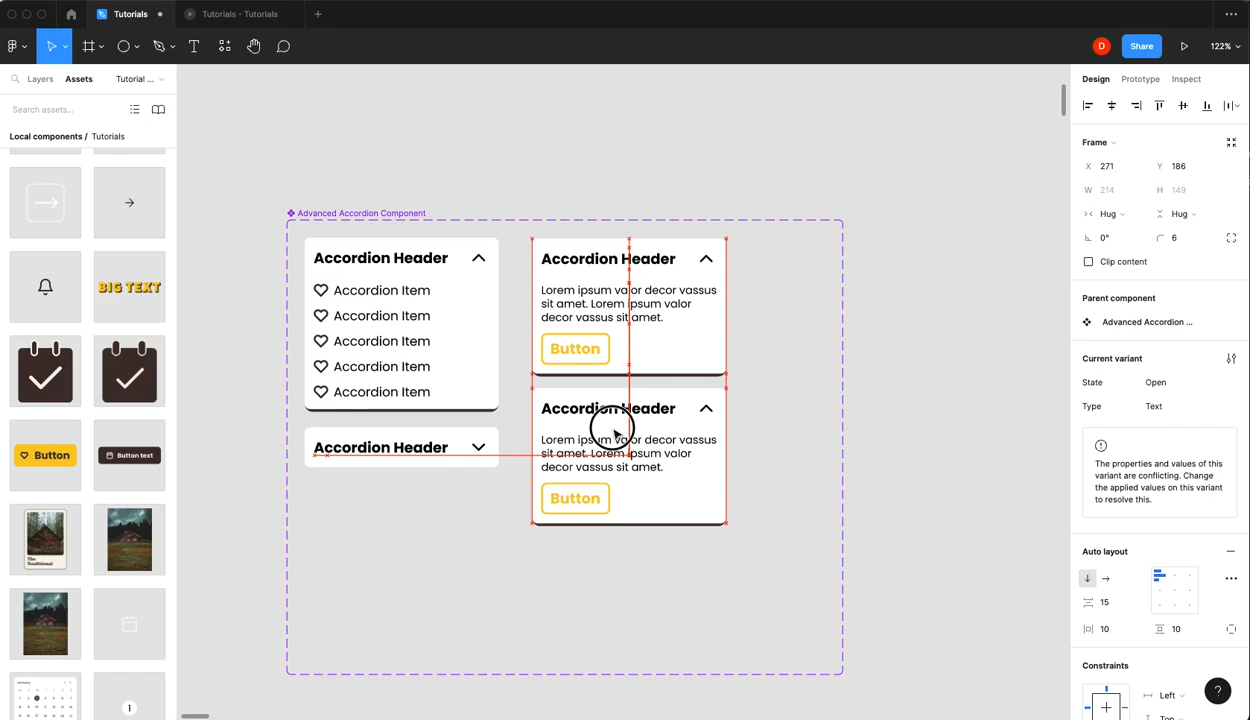 Tutorials
Tutorials - Tutorials
D
Share
122%
Layers
Assets
Tutorial ...
Search assets...
Local components /
Tutorials
BIG TEXT
Button
Button text
The
Traditional
January
1
Advanced Accordion Component
Accordion Header
Accordion Item
Accordion Item
Accordion Item
Accordion Item
Accordion Item
Accordion Header
Accordion Header
Lorem ipsum valor decor vassus
sit amet. Lorem ipsum valor
decor vassus sit amet.
Button
Accordion Header
Lorem ipsum valor decor vassus
sit amet. Lorem ipsum valor
decor vassus sit amet.
Button
Design
Prototype
Inspect
Frame
X 271
Y 186
W 214
H 149
Hug
Hug
0°
6
Clip content
Parent component
Advanced Accordion ...
Current variant
State Open
Type Text
The properties and values of this
variant are conflicting. Change
the applied values on this variant
to resolve this.
Auto layout
15
10
10
Constraints
Left
Top
?